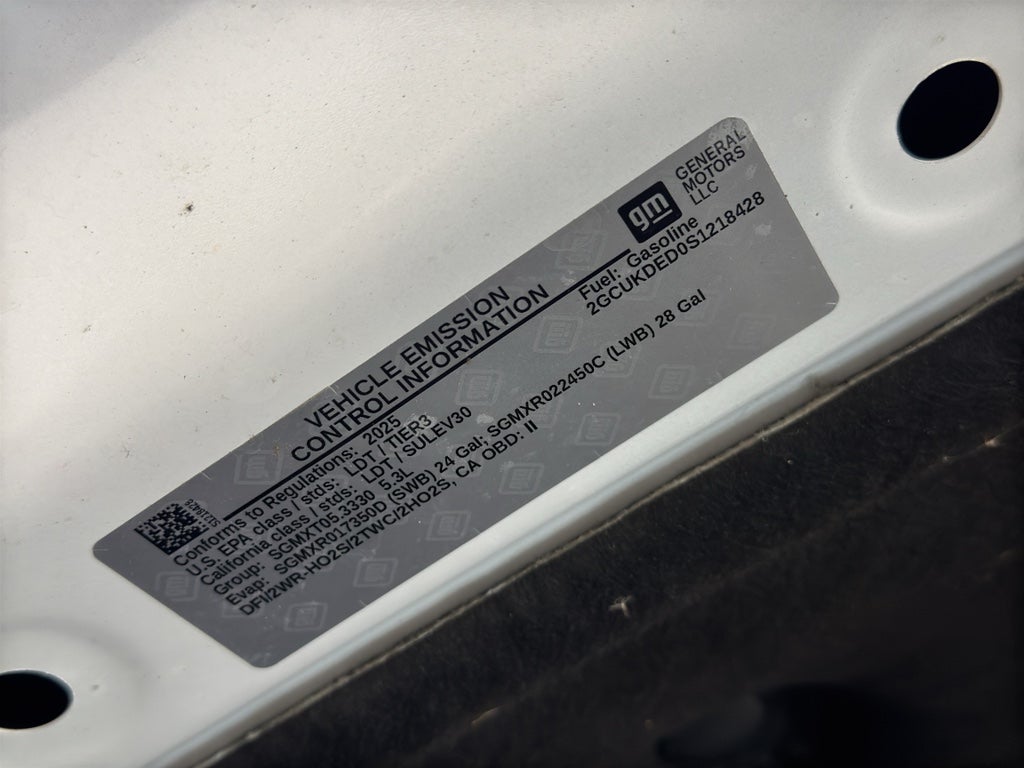 gm
GENERAL
MOTORS
LLC
VEHICLE EMISSION
CONTROL INFORMATION
Fuel: Gasoline
2GCUKDED0S1218428
Conforms to Regulations: 2025
U.S. EPA class / stds: LDT / TIER3
California class / stds: LDT / SULEV30
Group: SGMXT05.3330 5.3L
Evap: SGMXR017350D (SWB) 24 Gal; SGMXR022450C (LWB) 28 Gal
DFI/2WR-HO2S/2TWC/2HO2S, CA OBD: II